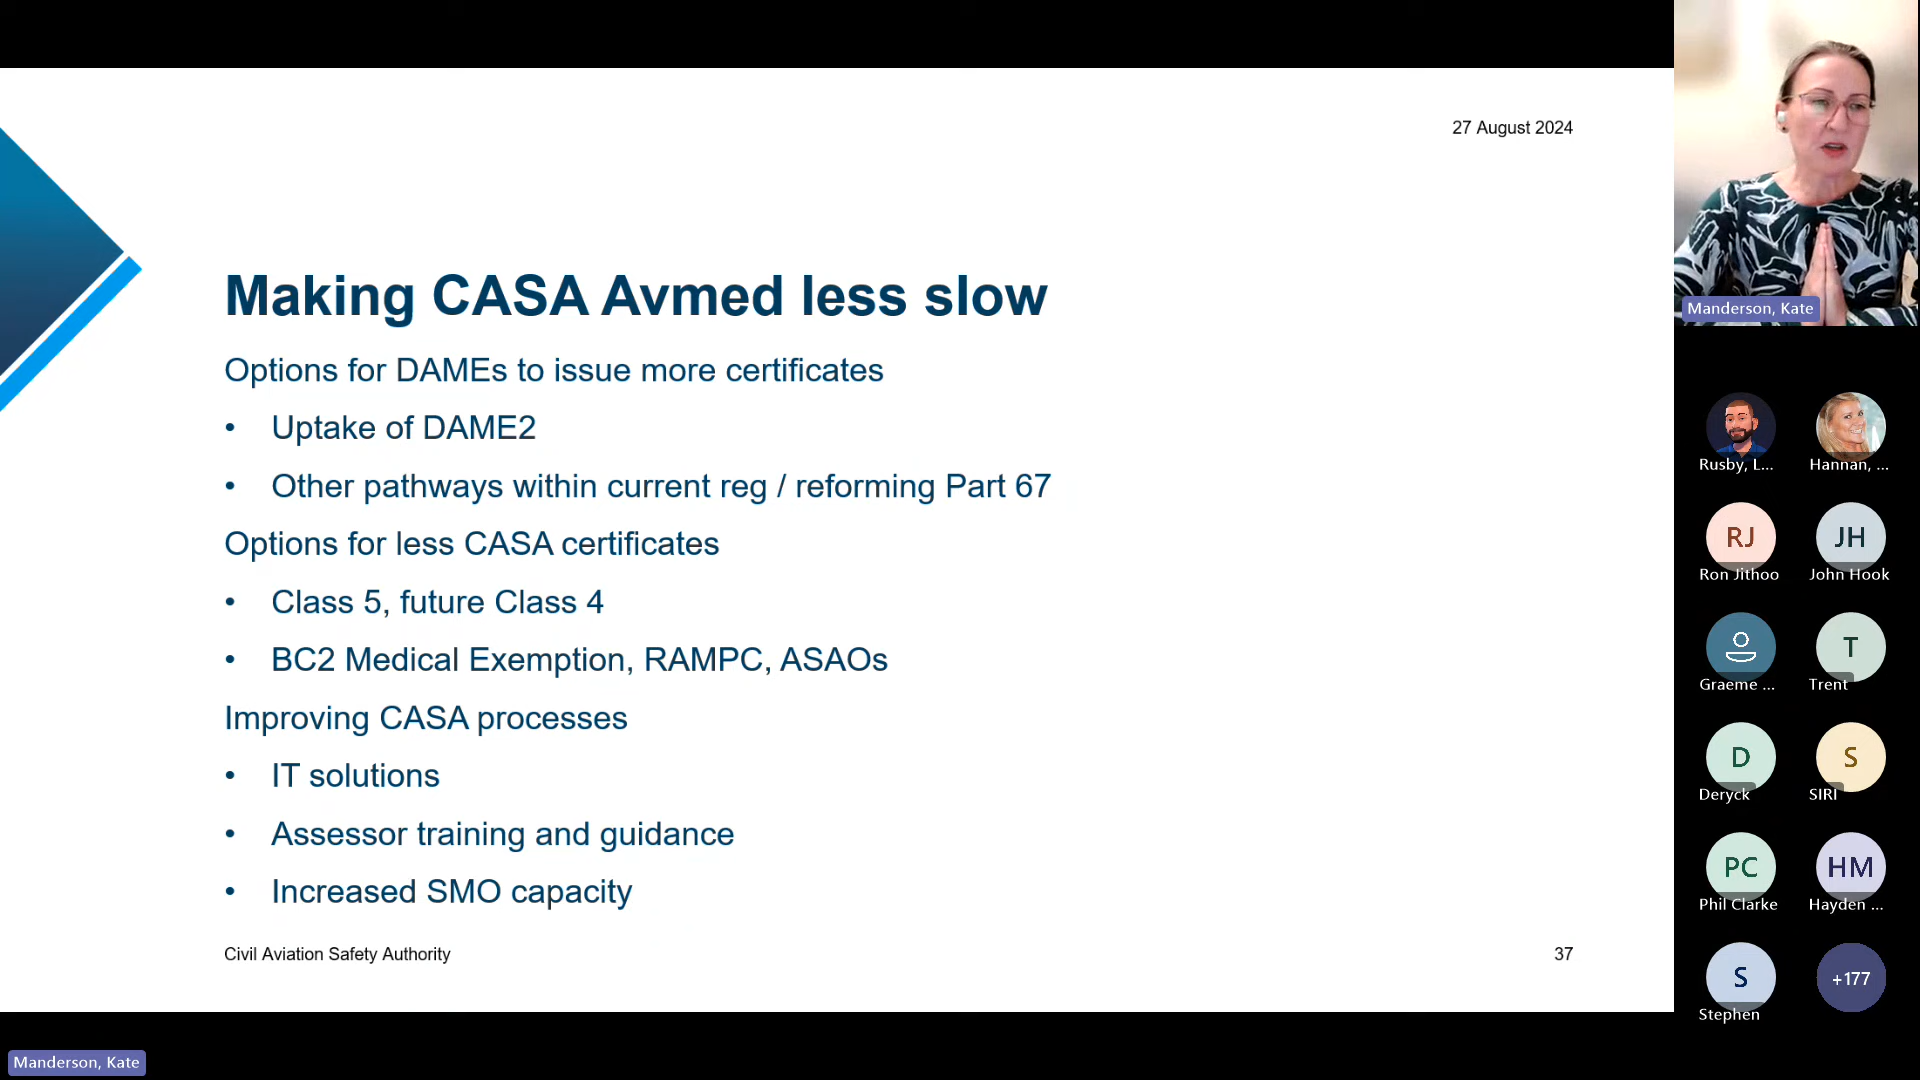 27 August 2024
Making CASA Avmed less slow
Options for DAMEs to issue more certificates
• Uptake of DAME2
• Other pathways within current reg / reforming Part 67
Options for less CASA certificates
• Class 5, future Class 4
• BC2 Medical Exemption, RAMPC, ASAOs
Improving CASA processes
• IT solutions
• Assessor training and guidance
• Increased SMO capacity
Civil Aviation Safety Authority
37
Manderson, Kate
Manderson, Kate
Rusby, L...
Hannan, ...
RJ
JH
Ron Jithoo
John Hook
T
Graeme ...
Trent
D
S
Deryck
SIRI
PC
HM
Phil Clarke
Hayden ...
S
+177
Stephen